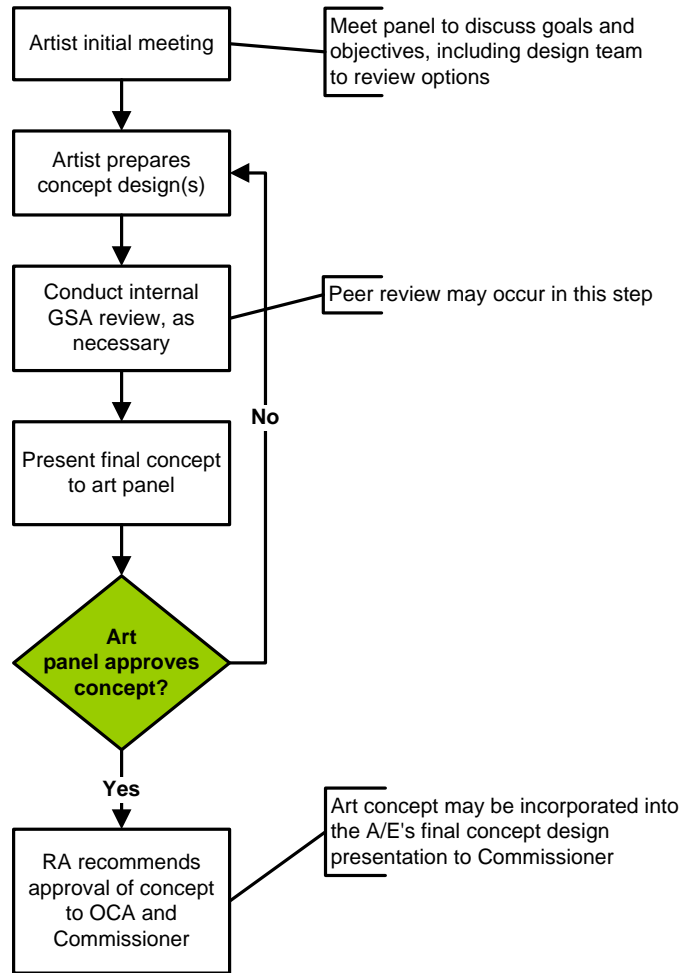 Artist initial meeting
Meet panel to discuss goals and
objectives, including design team
to review options
Artist prepares
concept design(s)
Conduct internal
GSA review, as
necessary
Peer review may occur in this step
No
Present final concept
to art panel
Art
panel approves
concept?
Yes
RA recommends
approval of concept
to OCA and
Commissioner
Art concept may be incorporated into
the A/E's final concept design
presentation to Commissioner